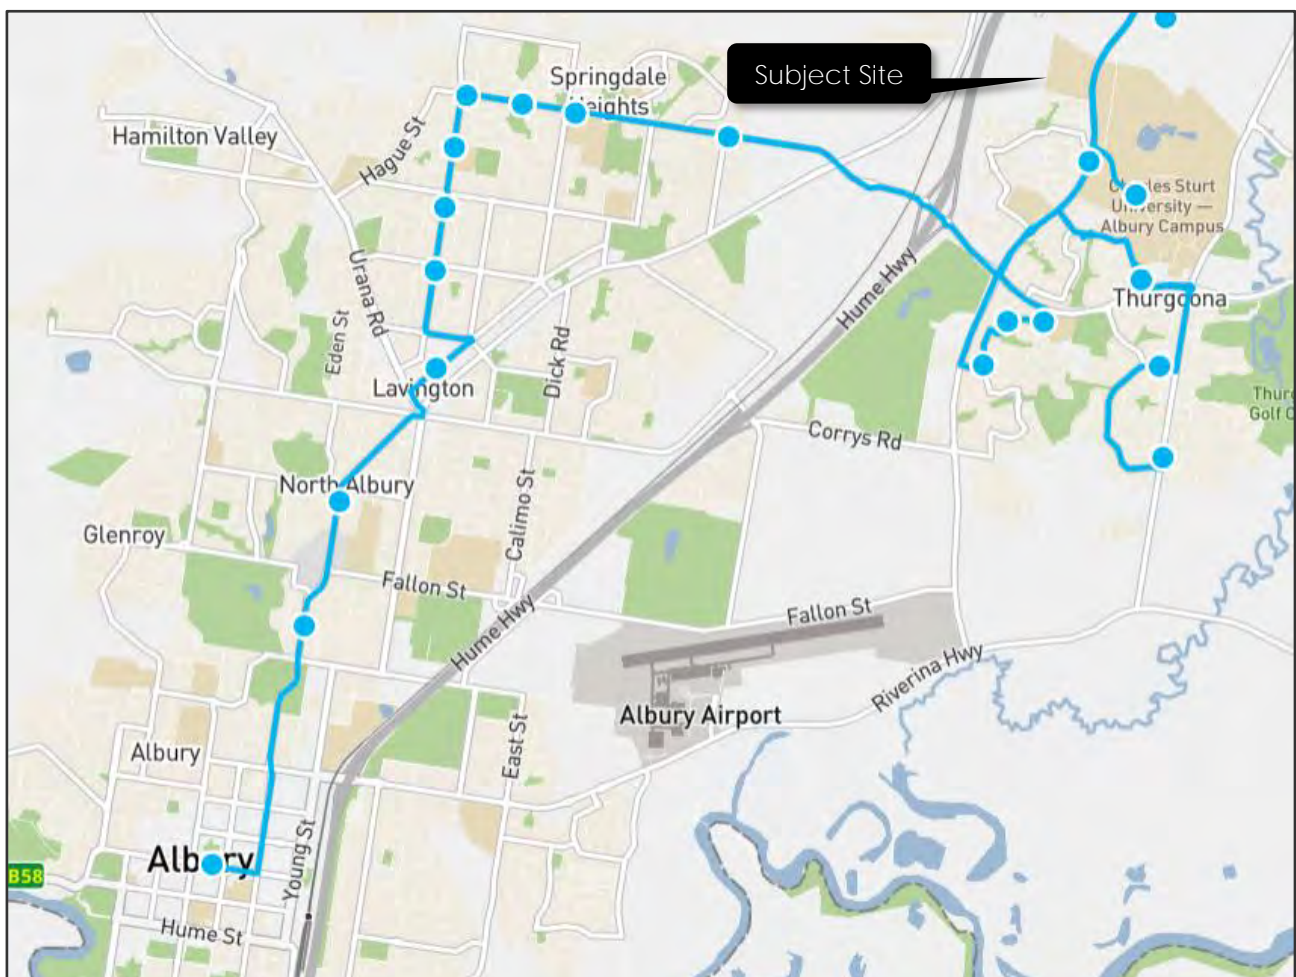 Subject Site
Springdale
Heights
Hamilton Valley
Hague St
Charles Sturt
University —
Albury Campus
Urana Rd
Hume Hwy
Thurgoona
Eden St
Dick Rd
Lavington
Golf
Corrys Rd
North Albury
Calimo St
Glenroy
Fallon St
Hume Hwy
Fallon St
Riverina Hwy
Albury Airport
East St
Albury
Young St
Albury
B58
Hume St